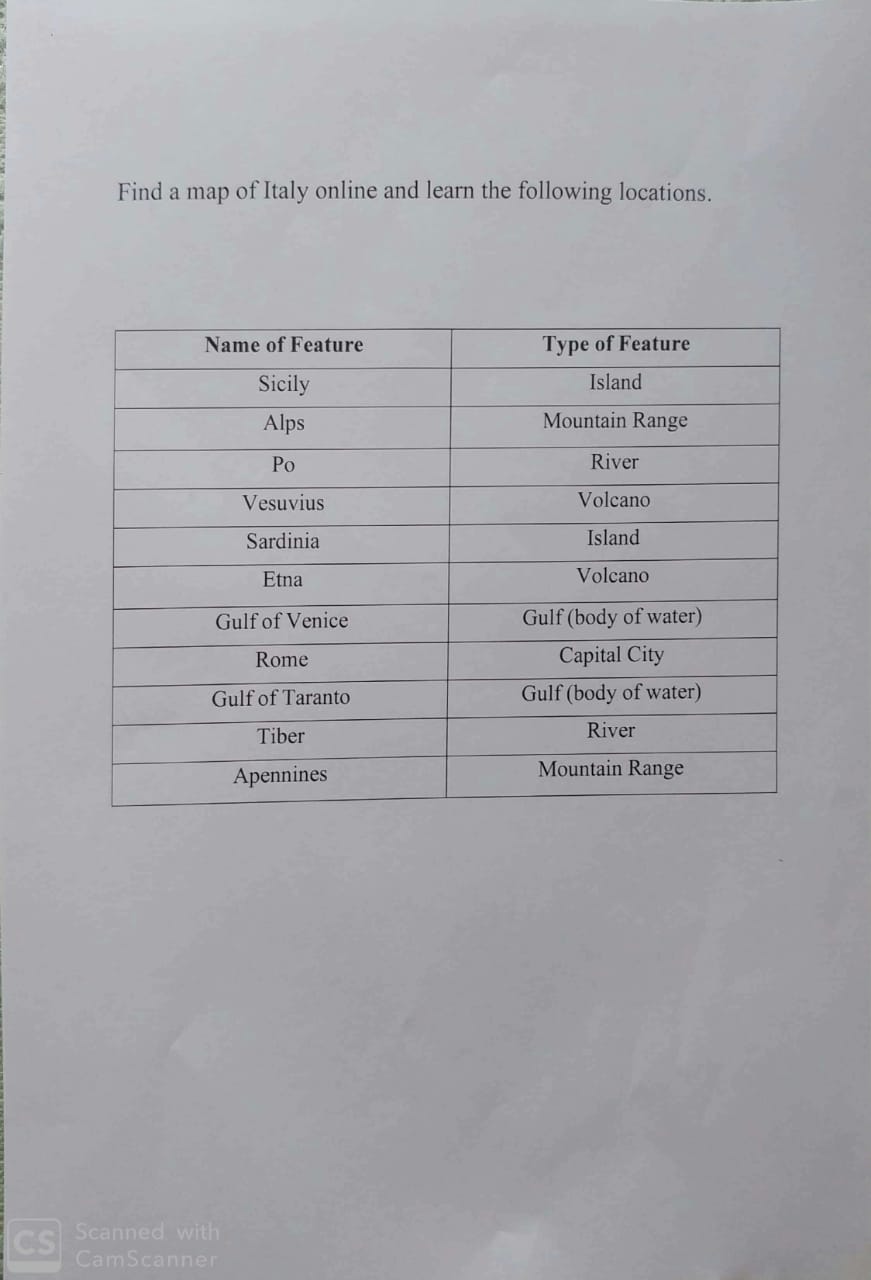 Find a map of Italy online and learn the following locations.
Name of Feature Type of Feature
Sicily Island
Alps Mountain Range
Po River
Vesuvius Volcano
Sardinia Island
Etna Volcano
Gulf of Venice Gulf (body of water)
Rome Capital City
Gulf of Taranto Gulf (body of water)
Tiber River
Apennines Mountain Range
CS Scanned with
CamScanner